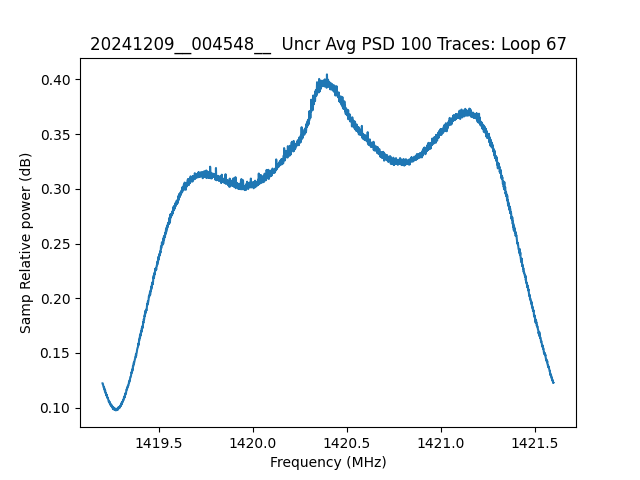 20241209__004548__  Uncr Avg PSD 100 Traces: Loop 67
0.40
0.35
0.30
0.25
0.20
0.15
0.10
Samp Relative power (dB)
1419.5 1420.0 1420.5 1421.0 1421.5
Frequency (MHz)